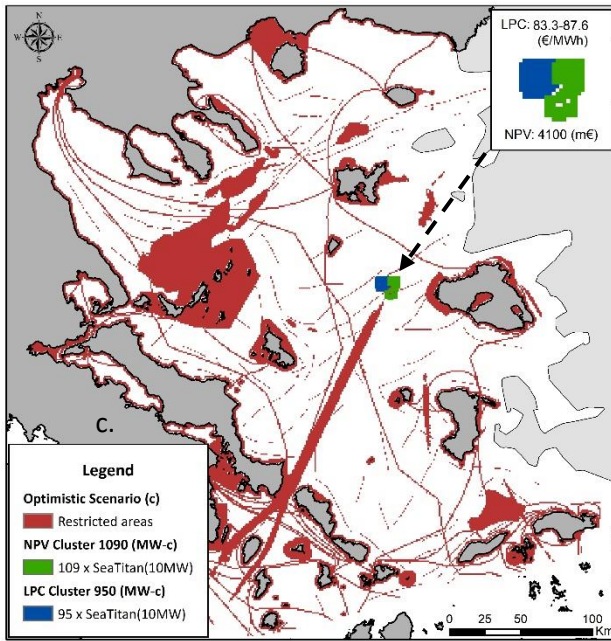 N
W E
S
LPC: 83.3-87.6
(€/MWh)
NPV: 4100 (m€)
C.
Legend
Optimistic Scenario (c)
Restricted areas
NPV Cluster 1090 (MW-c)
109 x SeaTitan(10MW)
LPC Cluster 950 (MW-c)
95 x SeaTitan(10MW)
0 25 50 100
Km